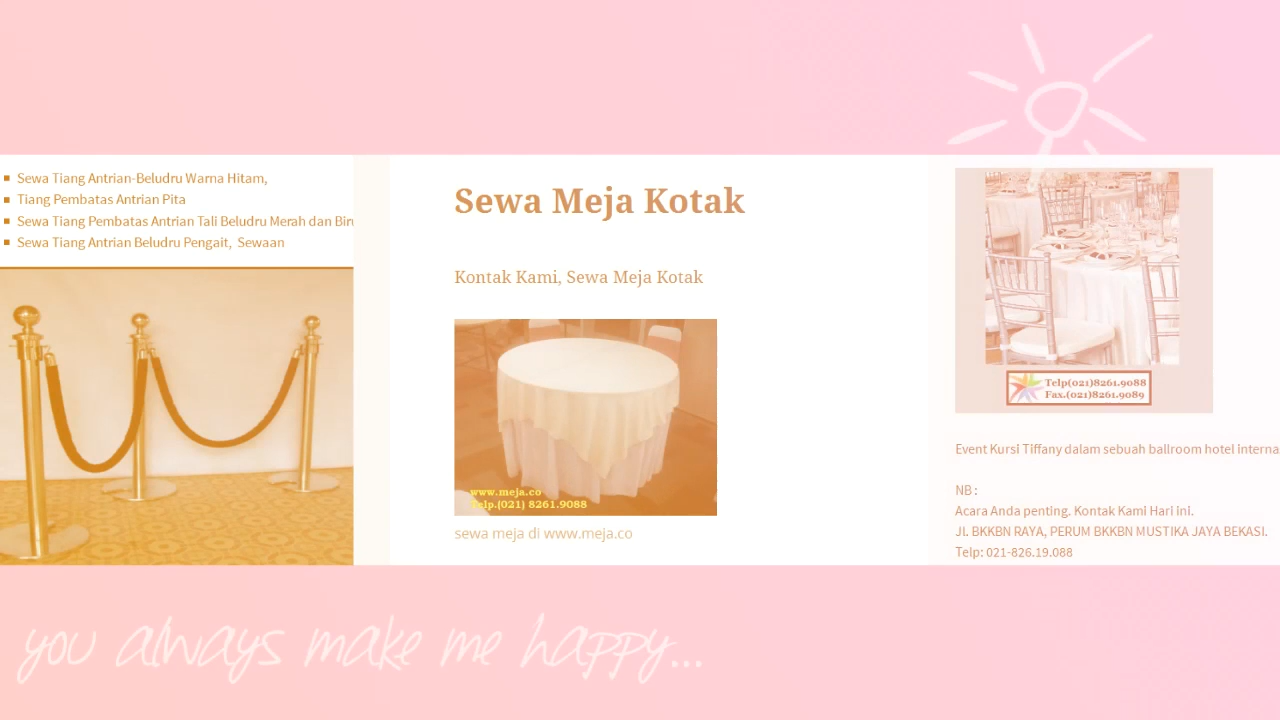 Sewa Tiang Antrian-Beludru Warna Hitam,
Tiang Pembatas Antrian Pita
Sewa Tiang Pembatas Antrian Tali Beludru Merah dan
Sewa Tiang Antrian Beludru Pengait, Sewaan
Sewa Meja Kotak
Kontak Kami, Sewa Meja Kotak
www.meja.co
Telp.(021) 8261.9088
sewa meja di www.meja.co
Telp(021)8261.9088
Fax.(021)8261.9089
Event Kursi Tiffany dalam sebuah ballroom hotel
NB :
Acara Anda penting. Kontak Kami Hari ini.
Jl. BKKBN RAYA, PERUM BKKBN MUSTIKA JAYA BEKASI.
Telp: 021-826.19.088
you always make me happy...